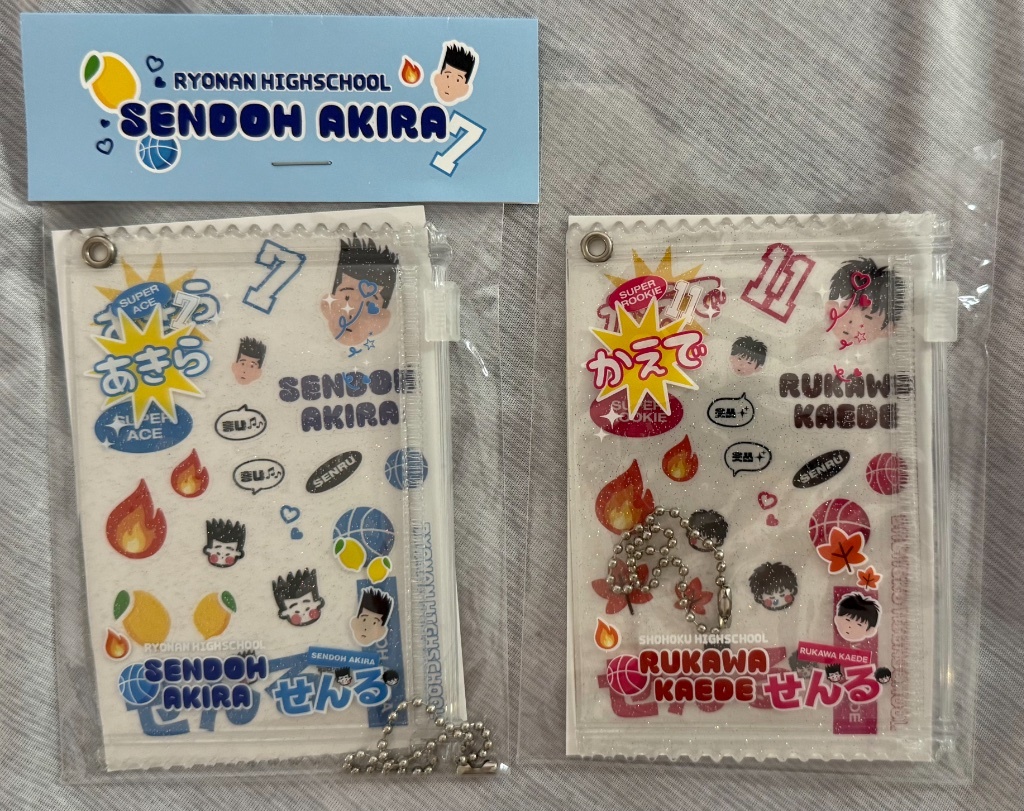 RYONAN HIGHSCHOOL
SENDOH AKIRA
7
SUPER
ACE
7
あきら
SUPER
ACE
7
SENDOH
AKIRA
SENRU
RYONAN HIGHSCHOOL
SENDOH
AKIRA
SENDOH AKIRA
せんる
SUPER
ROOKIE
11
かえで
SUPER
ROOKIE
11
RUKAWA
KAEDE
SENRU
SHOHOKU HIGHSCHOOL
RUKAWA
KAEDE
RUKAWA KAEDE
せんる